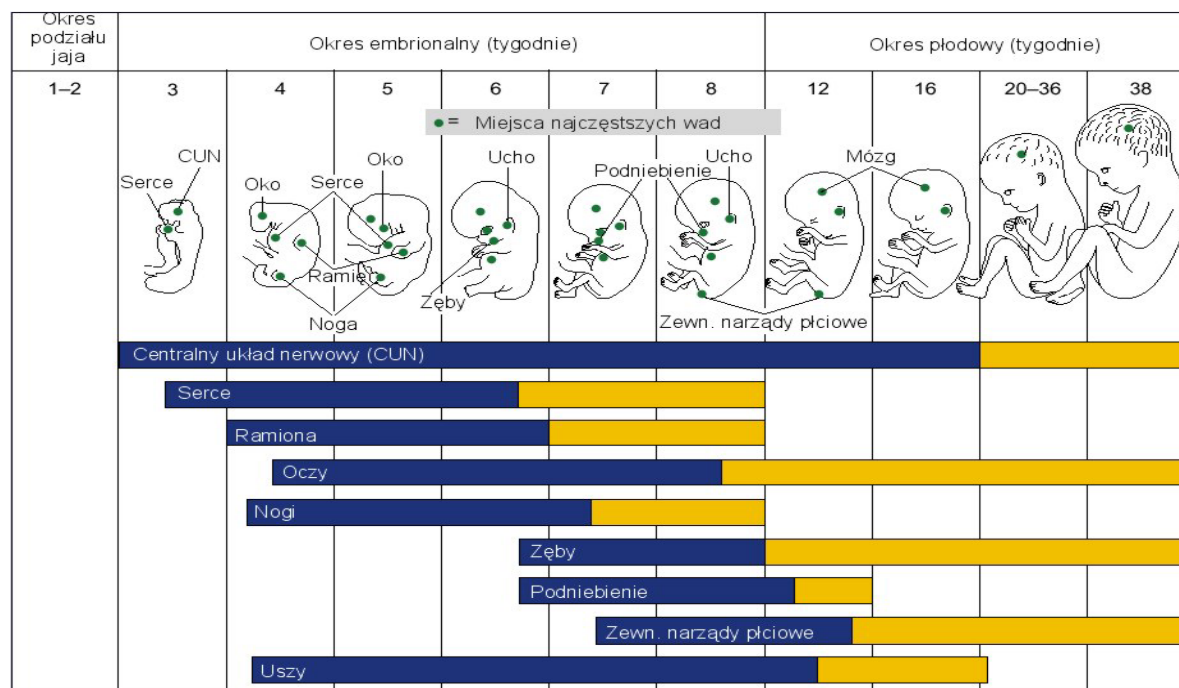 Okres
podziału
jaja
Okres embrionalny (tygodnie)
Okres płodowy (tygodnie)
1–2 3 4 5 6 7 8 12 16 20–36 38
= Miejsca najczęstszych wad
CUN
Serce
Oko
Serce
Oko
Ucho
Podniebienie
Ucho
Mózg
Ramię
Noga
Zęby
Zewn. narządy płciowe
Centralny układ nerwowy (CUN)
Serce
Ramiona
Oczy
Nogi
Zęby
Podniebienie
Zewn. narządy płciowe
Uszy